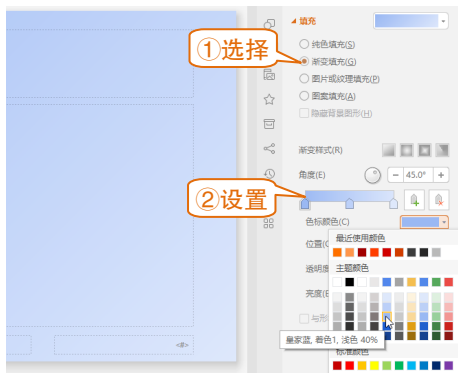 填充
①选择
纯色填充(S)
渐变填充(G)
图片或纹理填充(P)
图案填充(A)
隐藏背景图形(H)
渐变样式(R)
角度(E)
− 45.0° +
②设置
色标颜色(C)
最近使用颜色
位置(
透明度
主题颜色
亮度(
与形
皇家蓝, 着色1, 浅色 40%
标准颜色
‹#›